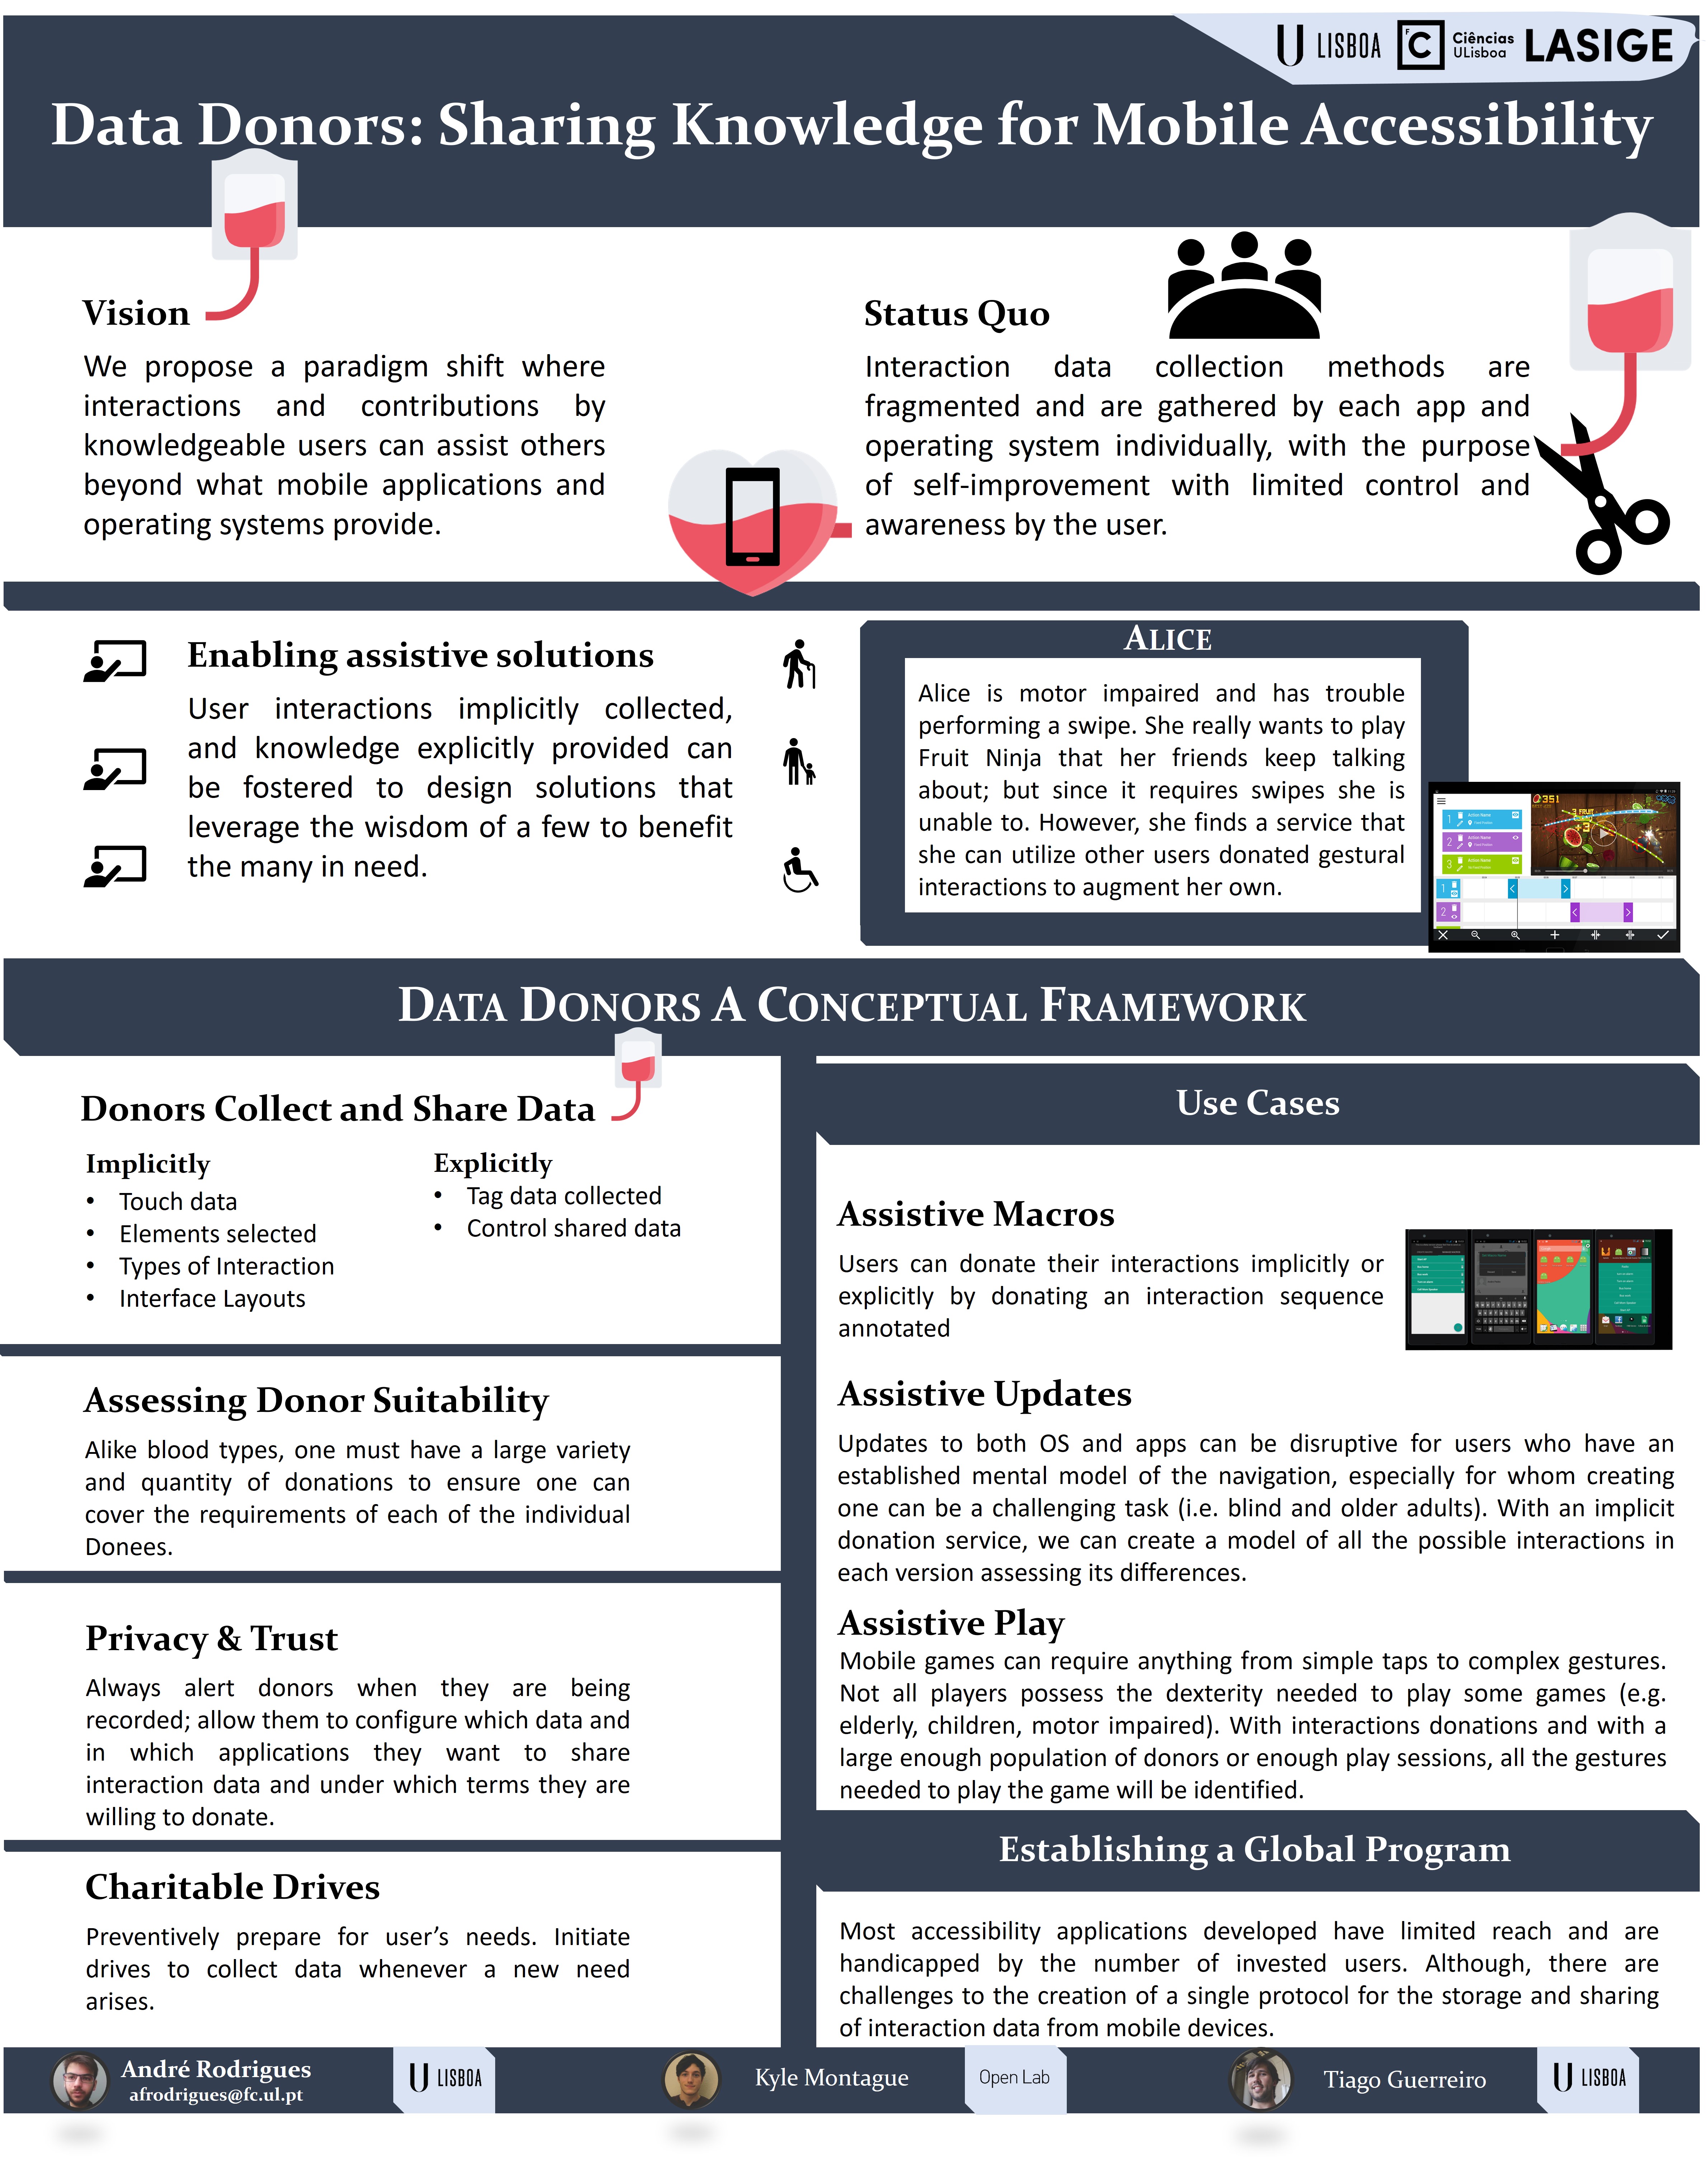 U LISBOA
FC Ciências
ULisboa
LASIGE
Data Donors: Sharing Knowledge for Mobile Accessibility
Vision
We propose a paradigm shift where
interactions and contributions by
knowledgeable users can assist others
beyond what mobile applications and
operating systems provide.
Status Quo
Interaction data collection methods are
fragmented and are gathered by each app and
operating system individually, with the purpose
of self-improvement with limited control and
awareness by the user.
Enabling assistive solutions
User interactions implicitly collected,
and knowledge explicitly provided can
be fostered to design solutions that
leverage the wisdom of a few to benefit
the many in need.
ALICE
Alice is motor impaired and has trouble
performing a swipe. She really wants to play
Fruit Ninja that her friends keep talking
about; but since it requires swipes she is
unable to. However, she finds a service that
she can utilize other users donated gestural
interactions to augment her own.
351
3 FRUIT
+3
1 Action Name
2 Action Name
3 Action Name
1
2
DATA DONORS A CONCEPTUAL FRAMEWORK
Donors Collect and Share Data
Implicitly
• Touch data
• Elements selected
• Types of Interaction
• Interface Layouts
Explicitly
• Tag data collected
• Control shared data
Assessing Donor Suitability
Alike blood types, one must have a large variety
and quantity of donations to ensure one can
cover the requirements of each of the individual
Donees.
Privacy & Trust
Always alert donors when they are being
recorded; allow them to configure which data and
in which applications they want to share
interaction data and under which terms they are
willing to donate.
Charitable Drives
Preventively prepare for user’s needs. Initiate
drives to collect data whenever a new need
arises.
Use Cases
Assistive Macros
Users can donate their interactions implicitly or
explicitly by donating an interaction sequence
annotated
Assistive Updates
Updates to both OS and apps can be disruptive for users who have an
established mental model of the navigation, especially for whom creating
one can be a challenging task (i.e. blind and older adults). With an implicit
donation service, we can create a model of all the possible interactions in
each version assessing its differences.
Assistive Play
Mobile games can require anything from simple taps to complex gestures.
Not all players possess the dexterity needed to play some games (e.g.
elderly, children, motor impaired). With interactions donations and with a
large enough population of donors or enough play sessions, all the gestures
needed to play the game will be identified.
Establishing a Global Program
Most accessibility applications developed have limited reach and are
handicapped by the number of invested users. Although, there are
challenges to the creation of a single protocol for the storage and sharing
of interaction data from mobile devices.
André Rodrigues
afrodrigues@fc.ul.pt
U LISBOA
Kyle Montague
Open Lab
Tiago Guerreiro
U LISBOA